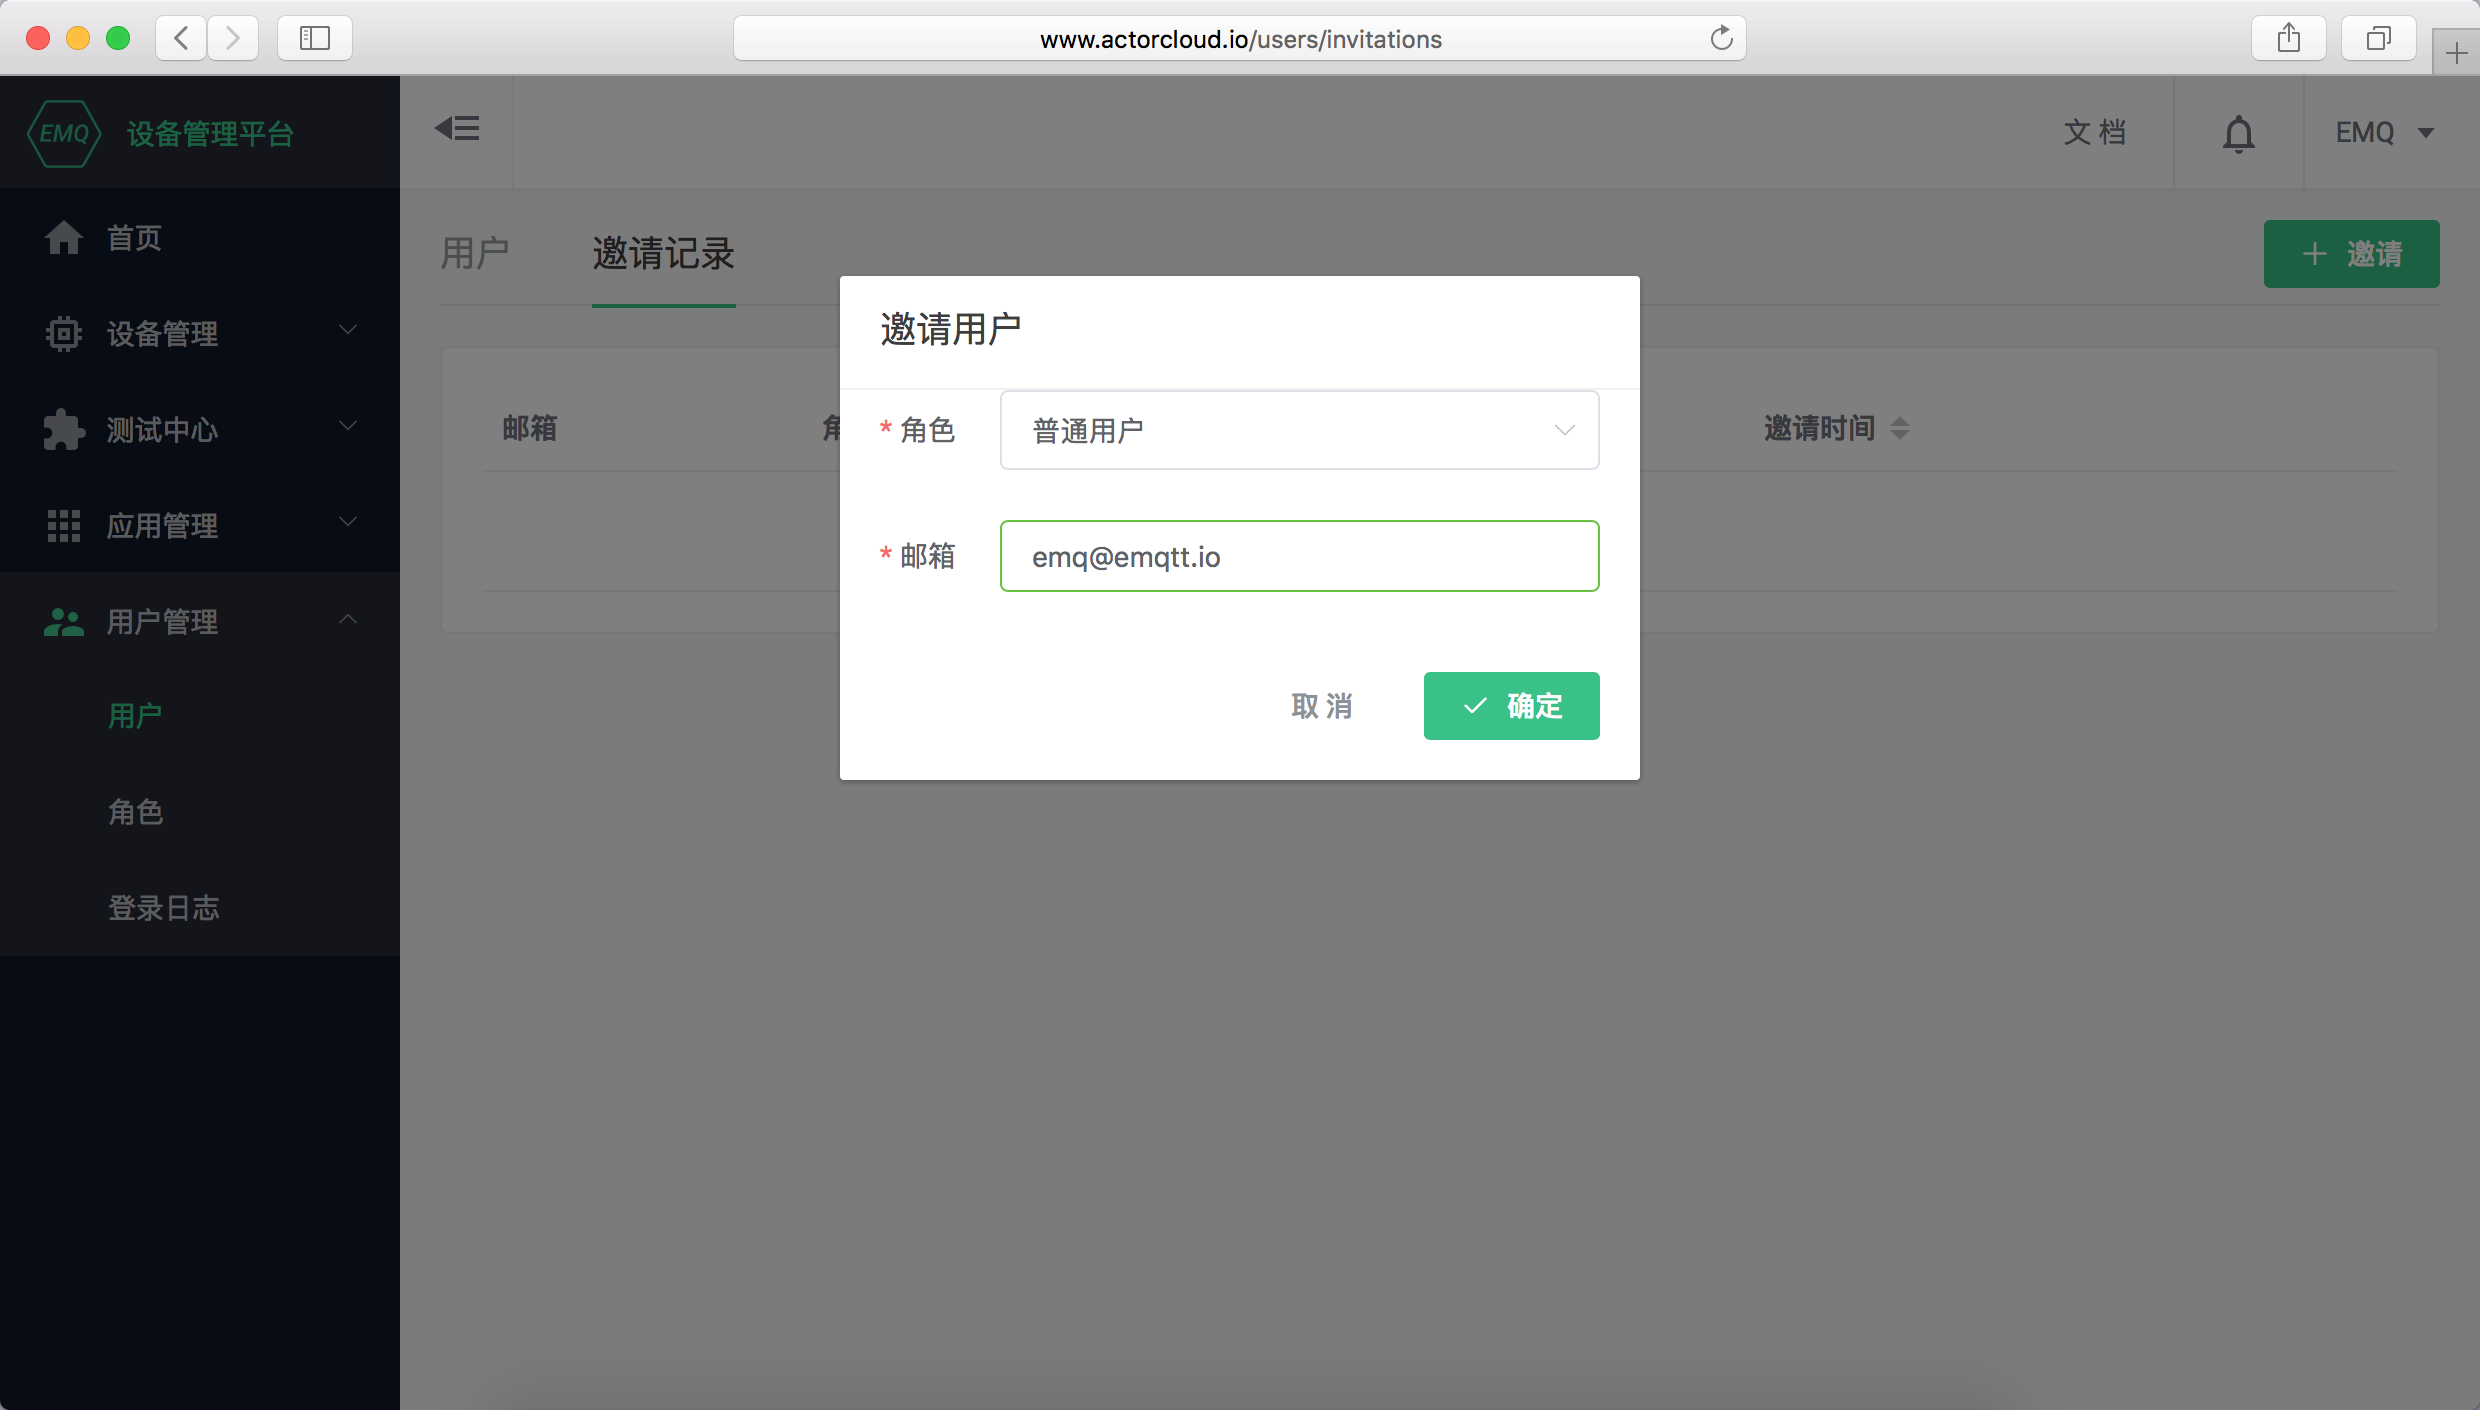 www.actorcloud.io/users/invitations
EMQ 设备管理平台
文档
EMQ
首页
设备管理
测试中心
应用管理
用户管理
用户
角色
登录日志
用户 邀请记录
邀请
邮箱
邀请时间
邀请用户
* 角色 普通用户
* 邮箱 emq@emqtt.io
取消 确定